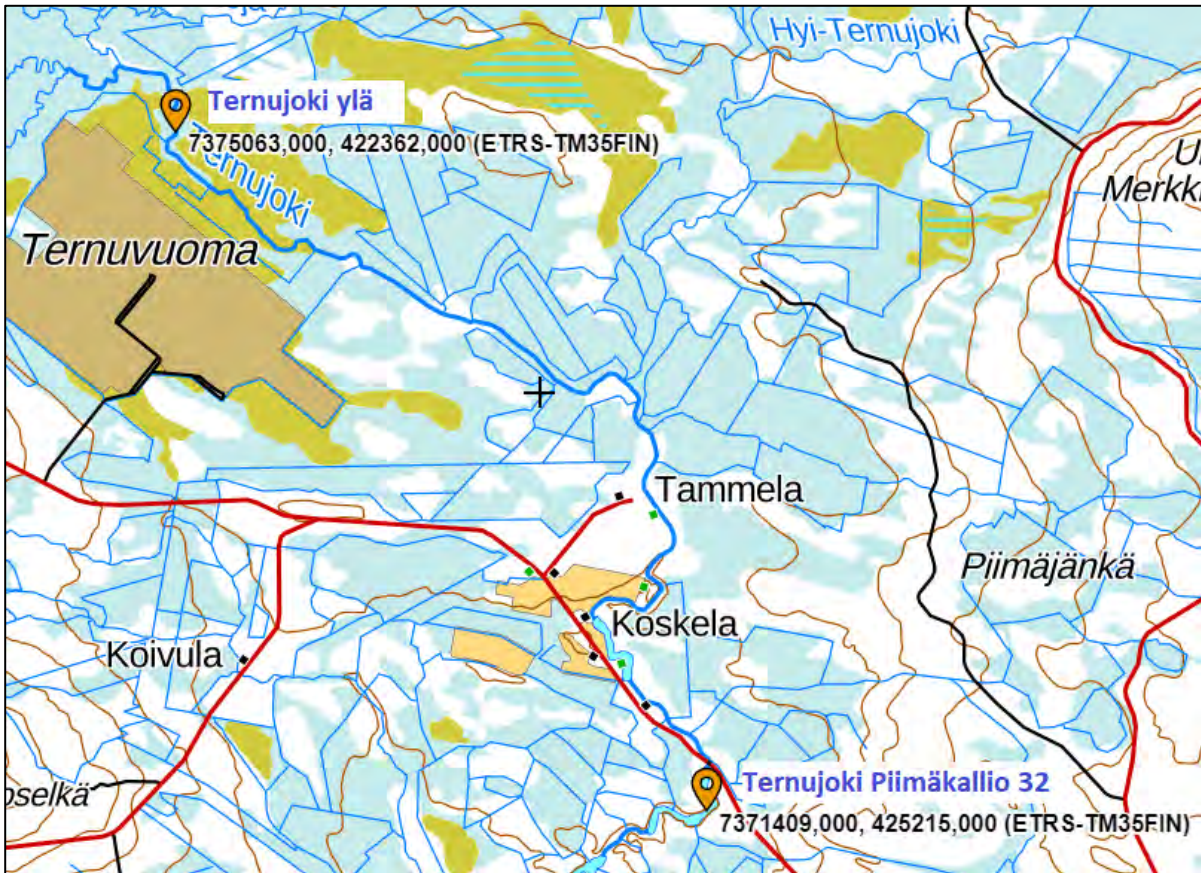 Hyi-Ternujoki
Ternujoki ylä
7375063,000, 422362,000 (ETRS-TM35FIN)
Ternujoki
Merkki
Ternuvuoma
Tammela
Piimäjänkä
Koskela
Koivula
Ternujoki Piimäkallio 32
oselkä
7371409,000, 425215,000 (ETRS-TM35FIN)